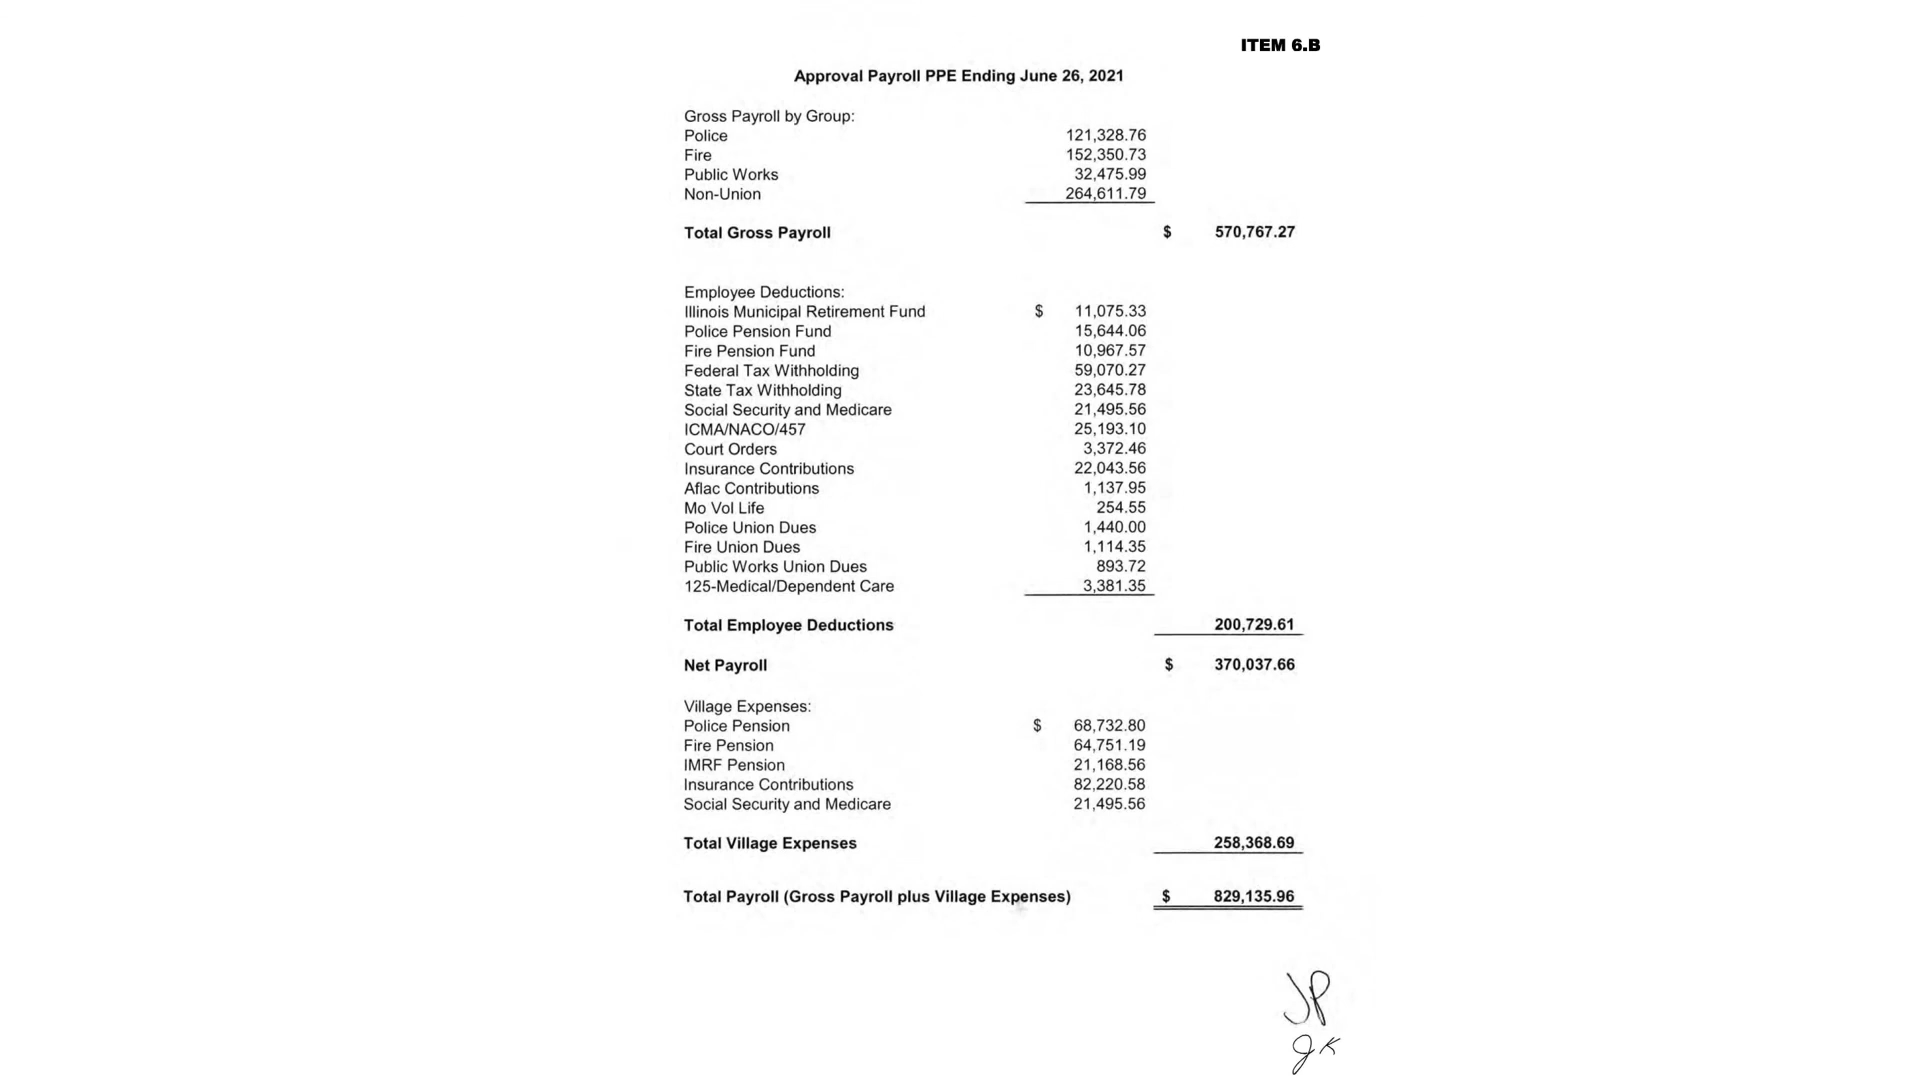 ITEM 6.B
Approval Payroll PPE Ending June 26, 2021
Gross Payroll by Group:
Police 121,328.76
Fire 152,350.73
Public Works 32,475.99
Non-Union 264,611.79
Total Gross Payroll $ 570,767.27
Employee Deductions:
Illinois Municipal Retirement Fund $ 11,075.33
Police Pension Fund 15,644.06
Fire Pension Fund 10,967.57
Federal Tax Withholding 59,070.27
State Tax Withholding 23,645.78
Social Security and Medicare 21,495.56
ICMA/NACO/457 25,193.10
Court Orders 3,372.46
Insurance Contributions 22,043.56
Aflac Contributions 1,137.95
Mo Vol Life 254.55
Police Union Dues 1,440.00
Fire Union Dues 1,114.35
Public Works Union Dues 893.72
125-Medical/Dependent Care 3,381.35
Total Employee Deductions 200,729.61
Net Payroll $ 370,037.66
Village Expenses:
Police Pension $ 68,732.80
Fire Pension 64,751.19
IMRF Pension 21,168.56
Insurance Contributions 82,220.58
Social Security and Medicare 21,495.56
Total Village Expenses 258,368.69
Total Payroll (Gross Payroll plus Village Expenses) $ 829,135.96
JP
JK